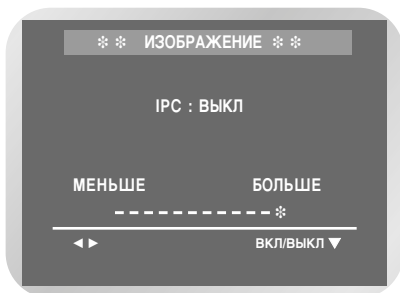 ❄ ❄ ИЗОБРАЖЕНИЕ ❄ ❄
IPC : ВЫКЛ
МЕНЬШЕ БОЛЬШЕ
------------❄
◄► ВКЛ/ВЫКЛ ▼